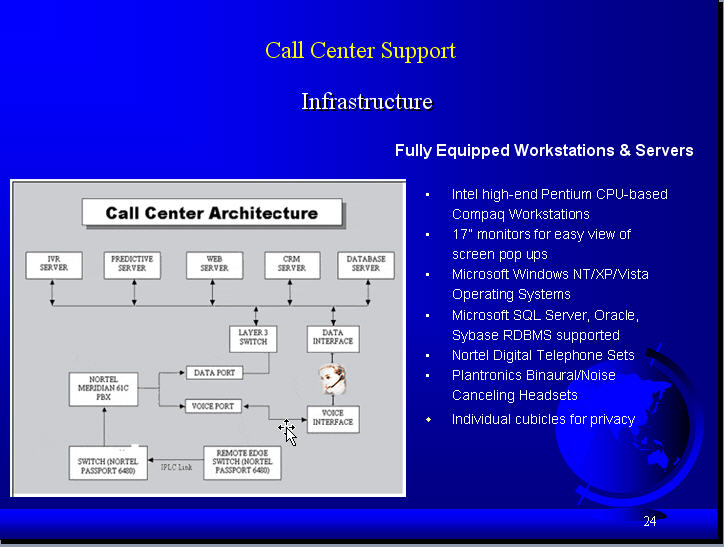 Call Center Support
Infrastructure
Fully Equipped Workstations & Servers
Call Center Architecture
IVR
SERVER
PREDICTIVE
SERVER
WEB
SERVER
CRM
SERVER
DATABASE
SERVER
LAYER 3
SWITCH
DATA
INTERFACE
NORTEL
MERIDIAN 61C
PBX
DATA PORT
VOICE PORT
VOICE
INTERFACE
SWITCH (NORTEL
PASSPORT 6480)
IPLC Link
REMOTE EDGE
SWITCH (NORTEL
PASSPORT 6480)
• Intel high-end Pentium CPU-based
Compaq Workstations
• 17” monitors for easy view of
screen pop ups
• Microsoft Windows NT/XP/Vista
Operating Systems
• Microsoft SQL Server, Oracle,
Sybase RDBMS supported
• Nortel Digital Telephone Sets
• Plantronics Binaural/Noise
Canceling Headsets
• Individual cubicles for privacy
24